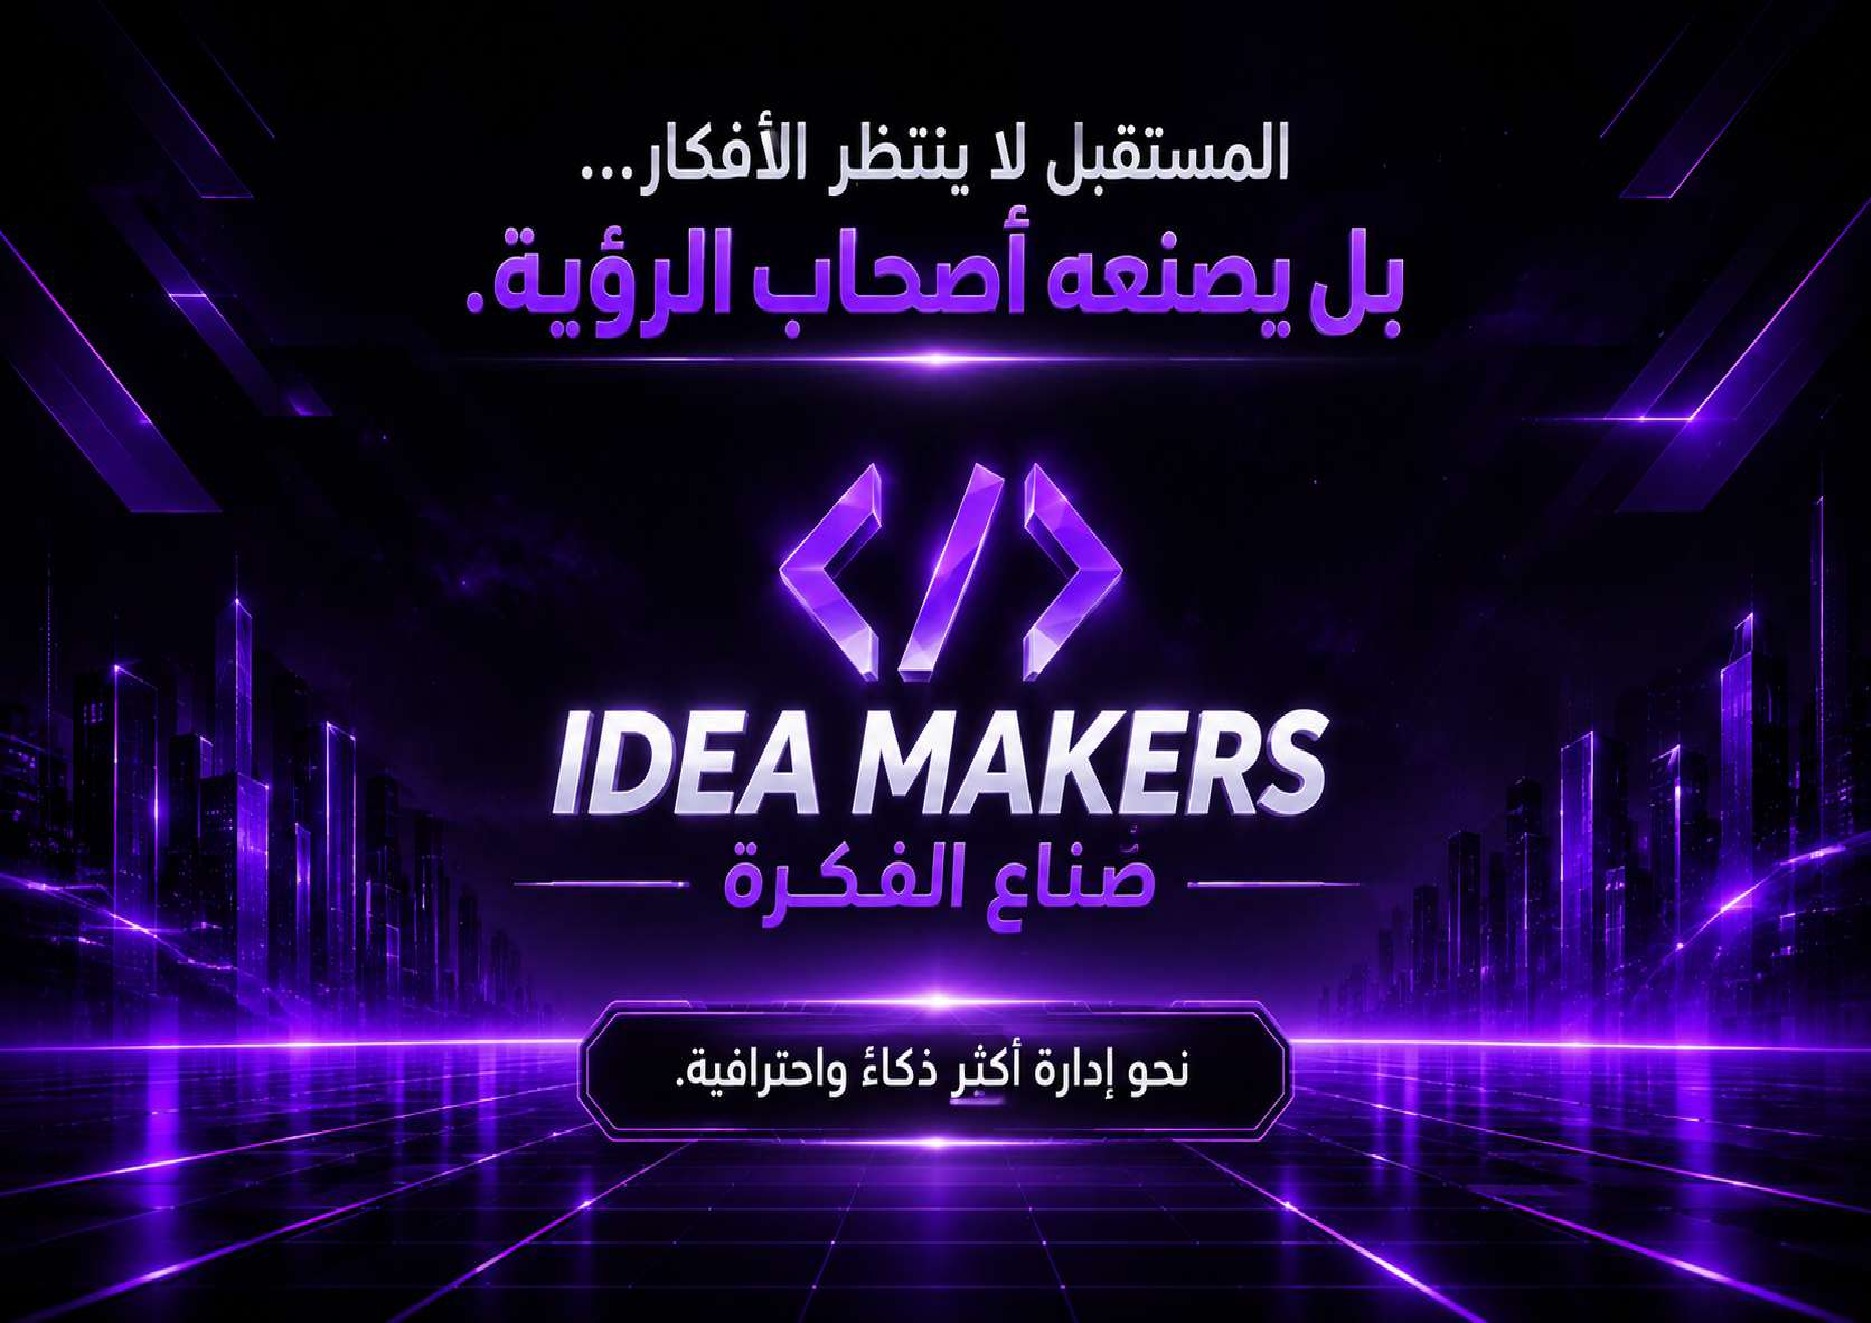 المستقبل لا ينتظر الأفكار...
بل يصنعه أصحاب الرؤية.
</>
IDEA MAKERS
صُناع الفكرة
نحو إدارة أكثر ذكاءً واحترافية.